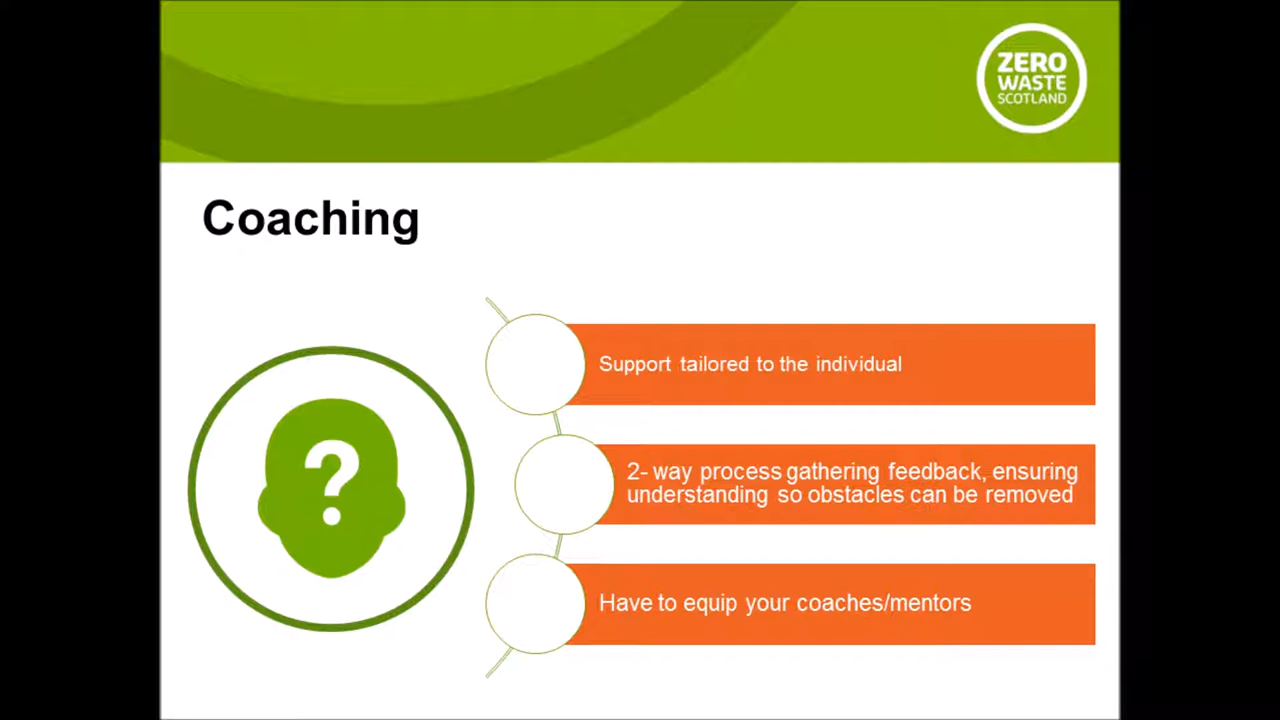 ZERO
WASTE
SCOTLAND
Coaching
?
Support tailored to the individual
2- way process gathering feedback, ensuring
understanding so obstacles can be removed
Have to equip your coaches/mentors